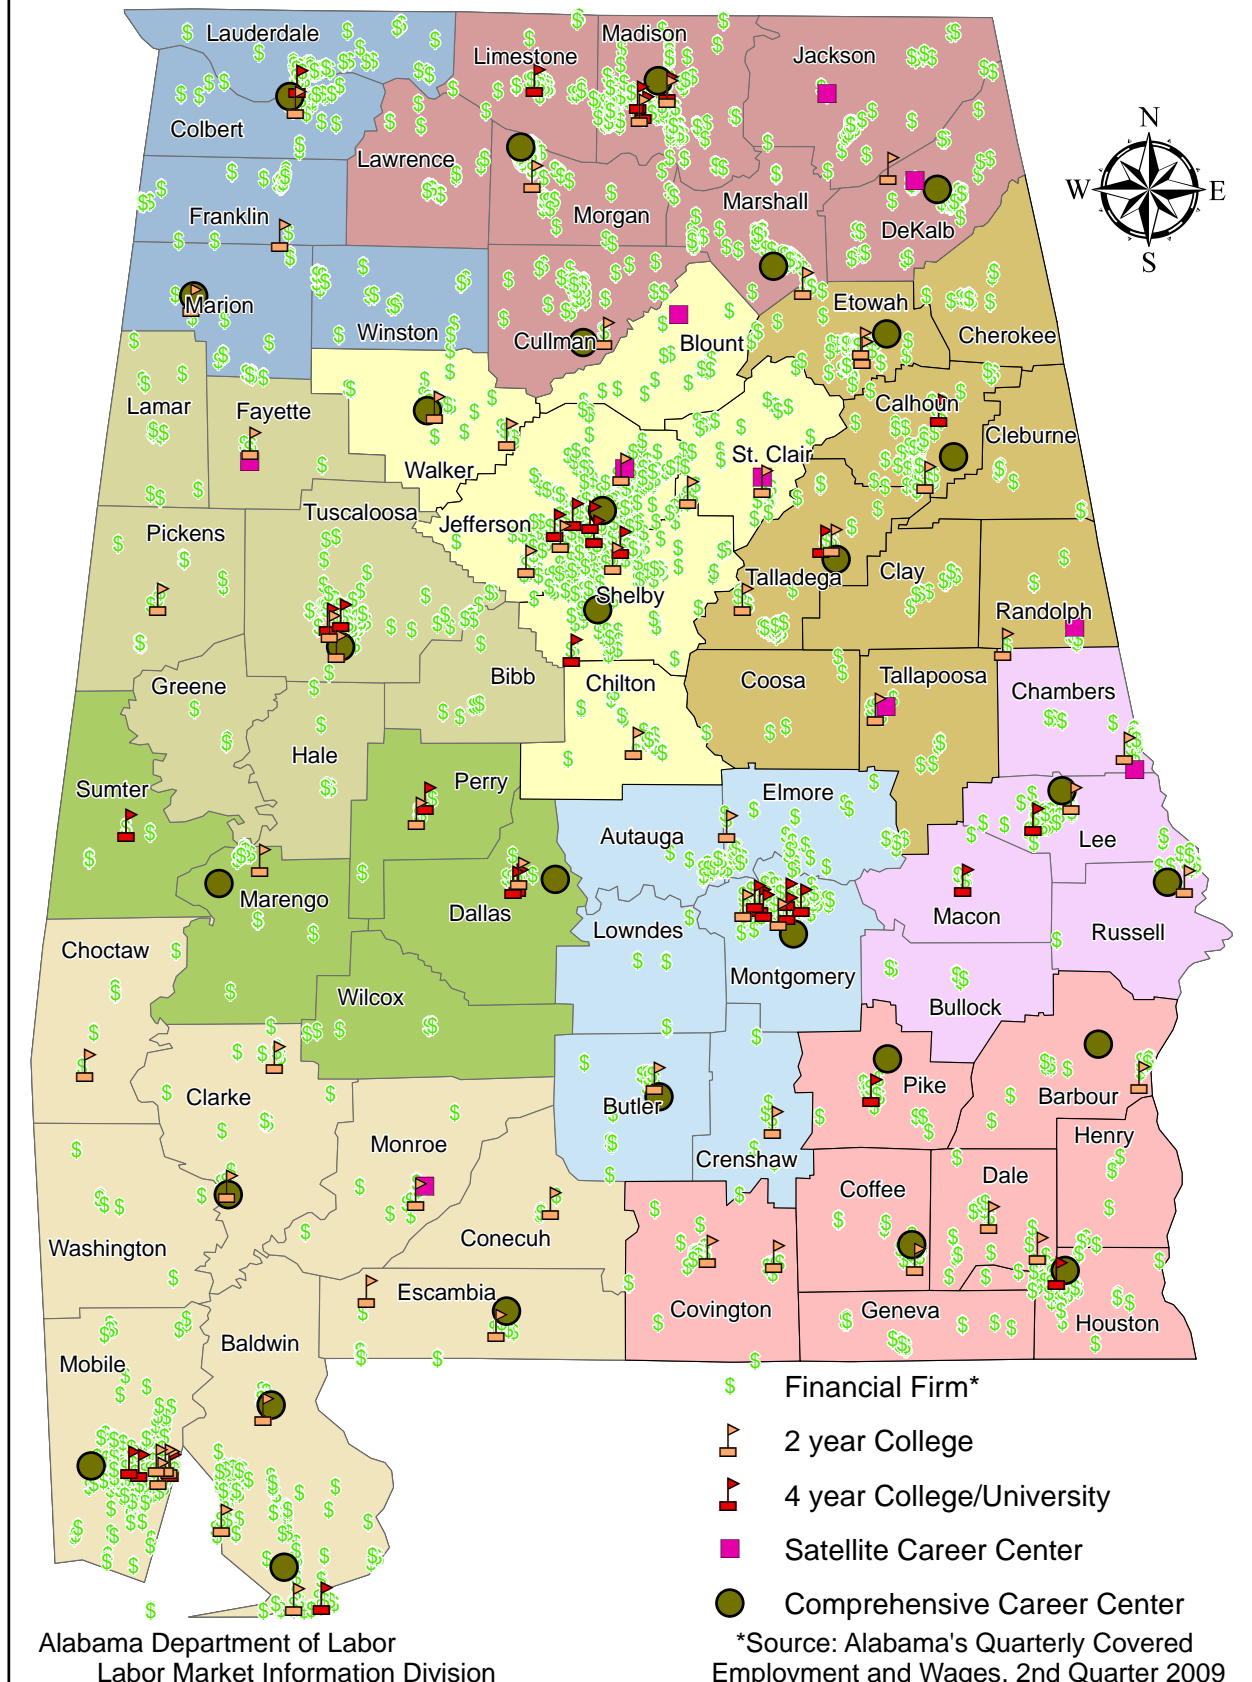 Lauderdale
Limestone
Madison
Jackson
Colbert
Lawrence
N
W
E
S
Franklin
Morgan
Marshall
DeKalb
Marion
Winston
Cullman
Blount
Etowah
Cherokee
Lamar
Fayette
Walker
St. Clair
Calhoun
Cleburne
Pickens
Tuscaloosa
Jefferson
Shelby
Talladega
Clay
Randolph
Greene
Bibb
Chilton
Coosa
Tallapoosa
Chambers
Hale
Sumter
Perry
Autauga
Elmore
Lee
Marengo
Dallas
Lowndes
Macon
Russell
Choctaw
Wilcox
Montgomery
Bullock
Clarke
Monroe
Butler
Crenshaw
Pike
Barbour
Henry
Washington
Conecuh
Coffee
Dale
Escambia
Covington
Geneva
Houston
Mobile
Baldwin
$ Financial Firm*
2 year College
4 year College/University
Satellite Career Center
Comprehensive Career Center
Alabama Department of Labor
Labor Market Information Division
*Source: Alabama's Quarterly Covered
Employment and Wages, 2nd Quarter 2009